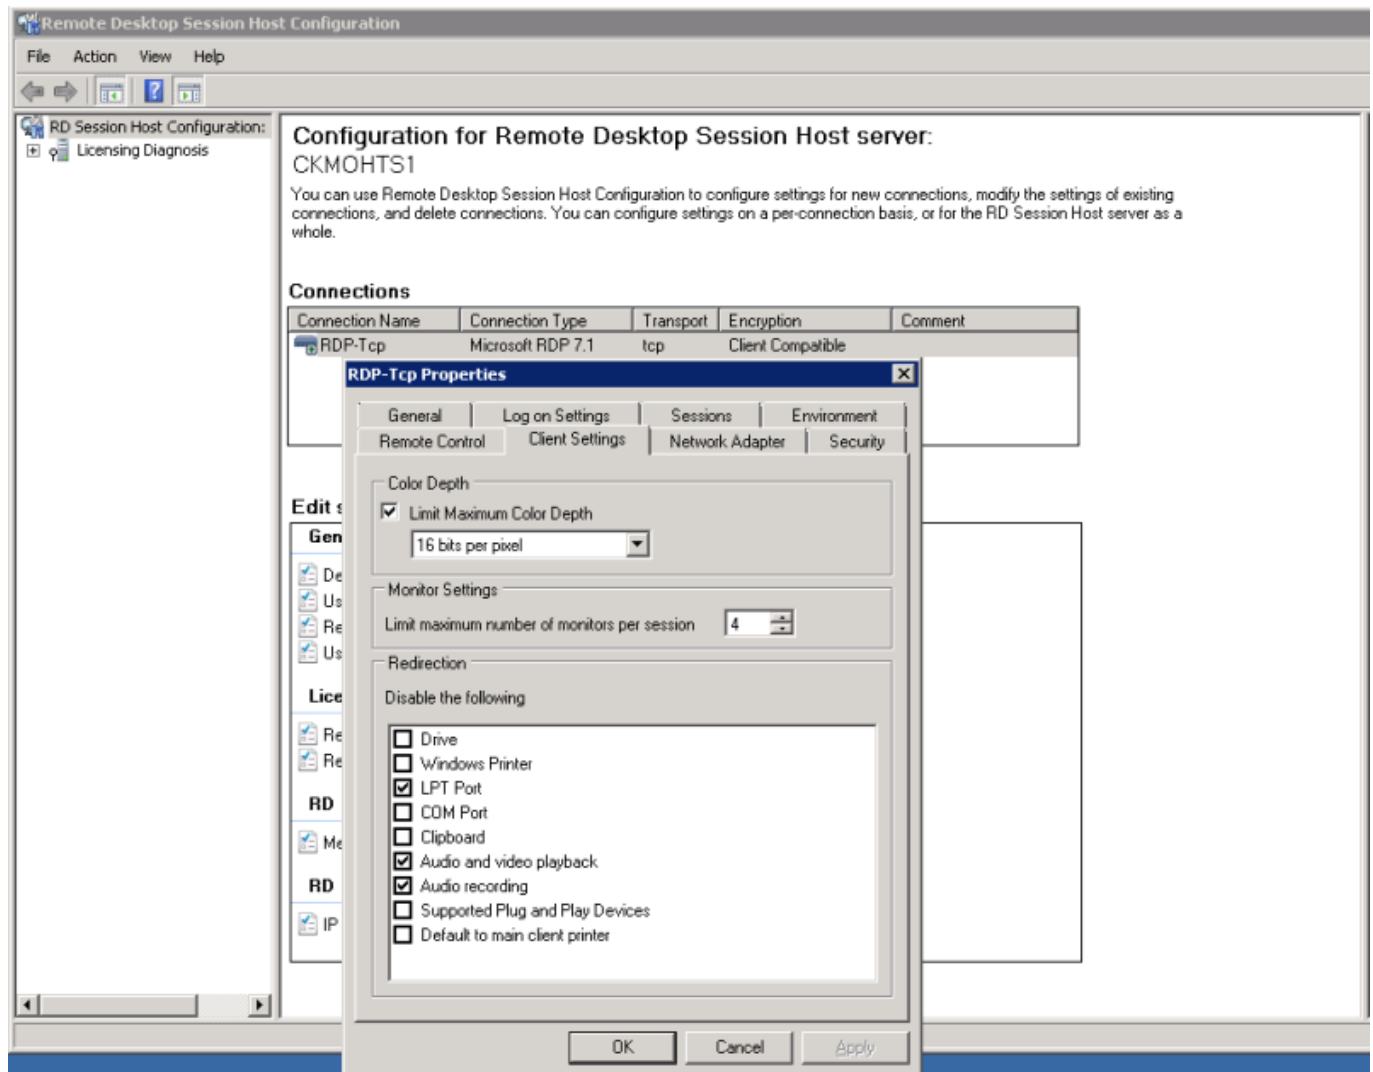 Remote Desktop Session Host Configuration
File Action View Help
RD Session Host Configuration:
Licensing Diagnosis
Configuration for Remote Desktop Session Host server:
CKMOHTS1
You can use Remote Desktop Session Host Configuration to configure settings for new connections, modify the settings of existing
connections, and delete connections. You can configure settings on a per-connection basis, or for the RD Session Host server as a
whole.
Connections
Connection Name Connection Type Transport Encryption Comment
RDP-Tcp Microsoft RDP 7.1 tcp Client Compatible
RDP-Tcp Properties
General Log on Settings Sessions Environment
Remote Control Client Settings Network Adapter Security
Color Depth
Limit Maximum Color Depth
16 bits per pixel
Monitor Settings
Limit maximum number of monitors per session 4
Redirection
Disable the following
Drive
Windows Printer
LPT Port
COM Port
Clipboard
Audio and video playback
Audio recording
Supported Plug and Play Devices
Default to main client printer
OK Cancel Apply
Edit s
Gen
De
Us
Re
Us
Lice
Re
Re
RD
Me
RD
IP